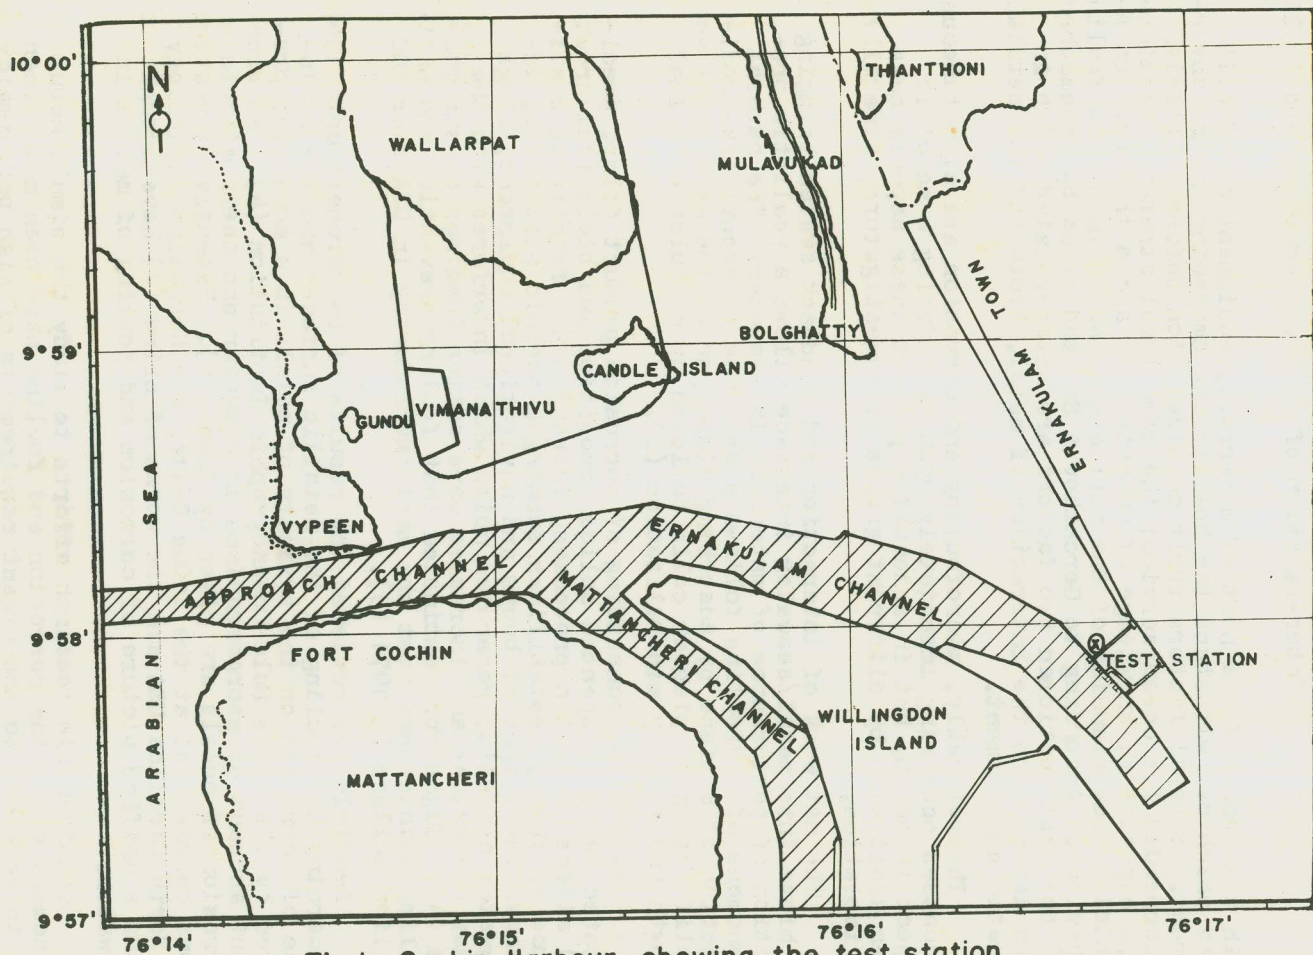 10°00'
N
THANTHONI
WALLARPAT
MULAVUKAD
TOWN
ERNAKULAM
BOLGHATTY
9°59'
CANDLE ISLAND
GUNDU
VIMANATHIVU
SEA
ARABIAN
VYPEEN
ERNAKULAM CHANNEL
APPROACH CHANNEL
MATTANCHERI CHANNEL
9°58'
FORT COCHIN
TEST STATION
WILLINGDON
ISLAND
MATTANCHERI
9°57'
76°14'
76°15'
76°16'
76°17'
Cochin Harbour showing the test station